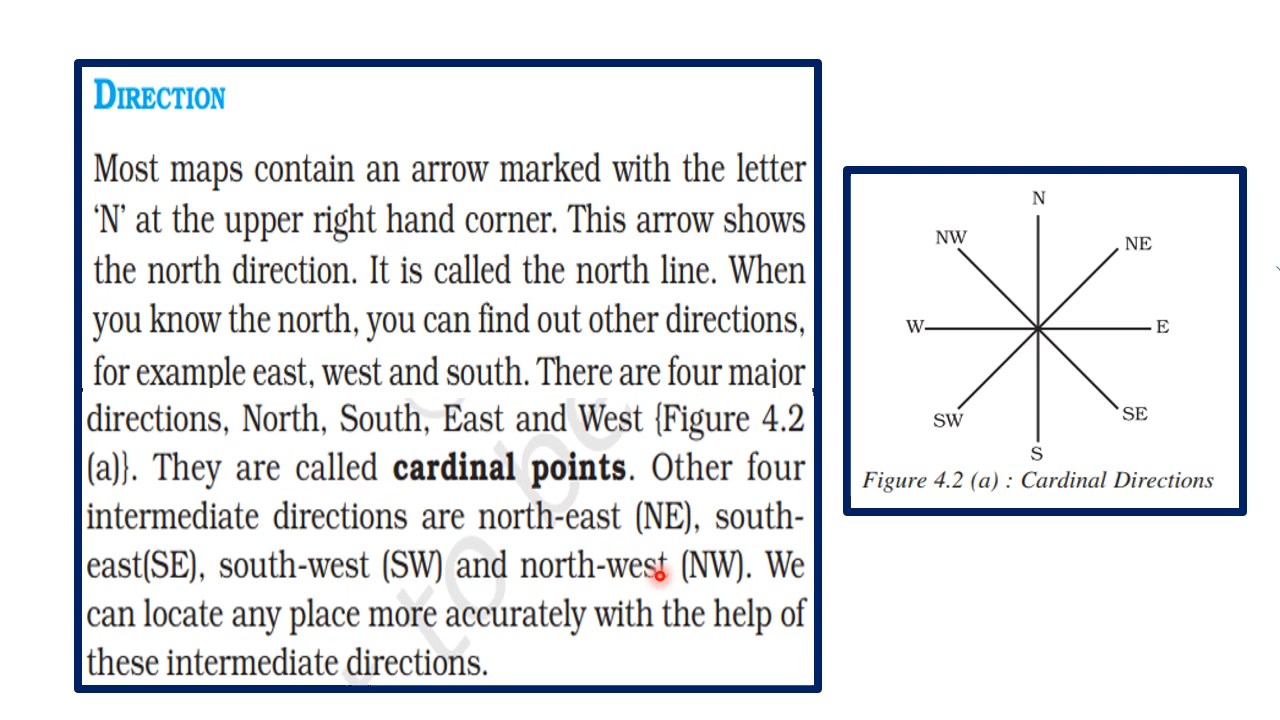 DIRECTION
Most maps contain an arrow marked with the letter
‘N’ at the upper right hand corner. This arrow shows
the north direction. It is called the north line. When
you know the north, you can find out other directions,
for example east, west and south. There are four major
directions, North, South, East and West {Figure 4.2
(a)}. They are called cardinal points. Other four
intermediate directions are north-east (NE), south-
east(SE), south-west (SW) and north-west (NW). We
can locate any place more accurately with the help of
these intermediate directions.
to be
N
NW
NE
W
E
SW
SE
S
Figure 4.2 (a) : Cardinal Directions